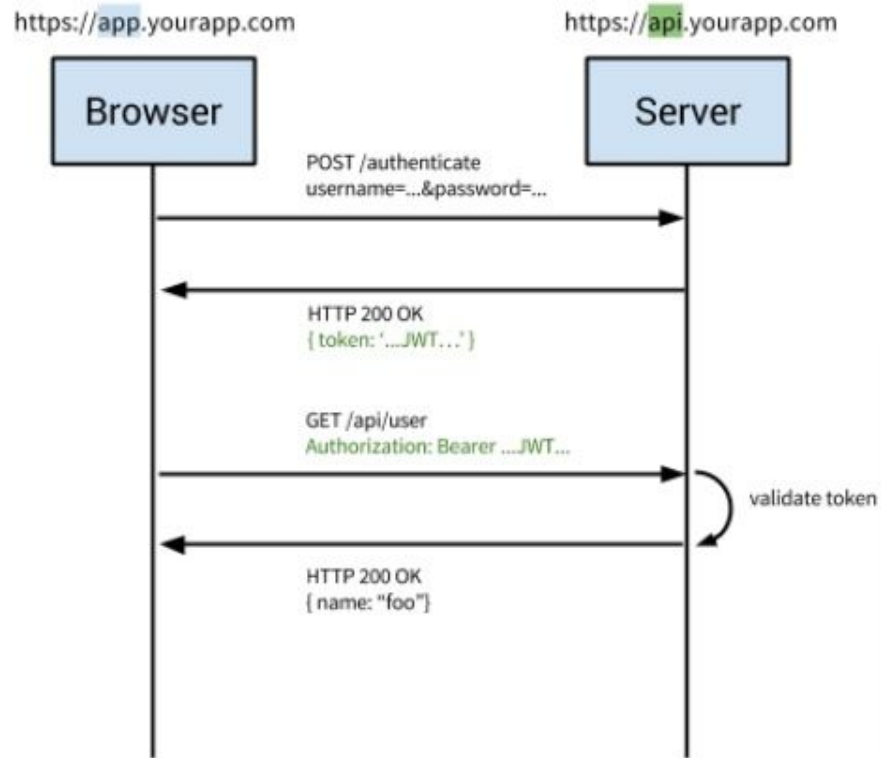 https://app.yourapp.com
https://api.yourapp.com
Browser
Server
POST /authenticate
username=...&password=...
HTTP 200 OK
{ token: ‘...JWT...’ }
GET /api/user
Authorization: Bearer ...JWT...
validate token
HTTP 200 OK
{ name: “foo”}